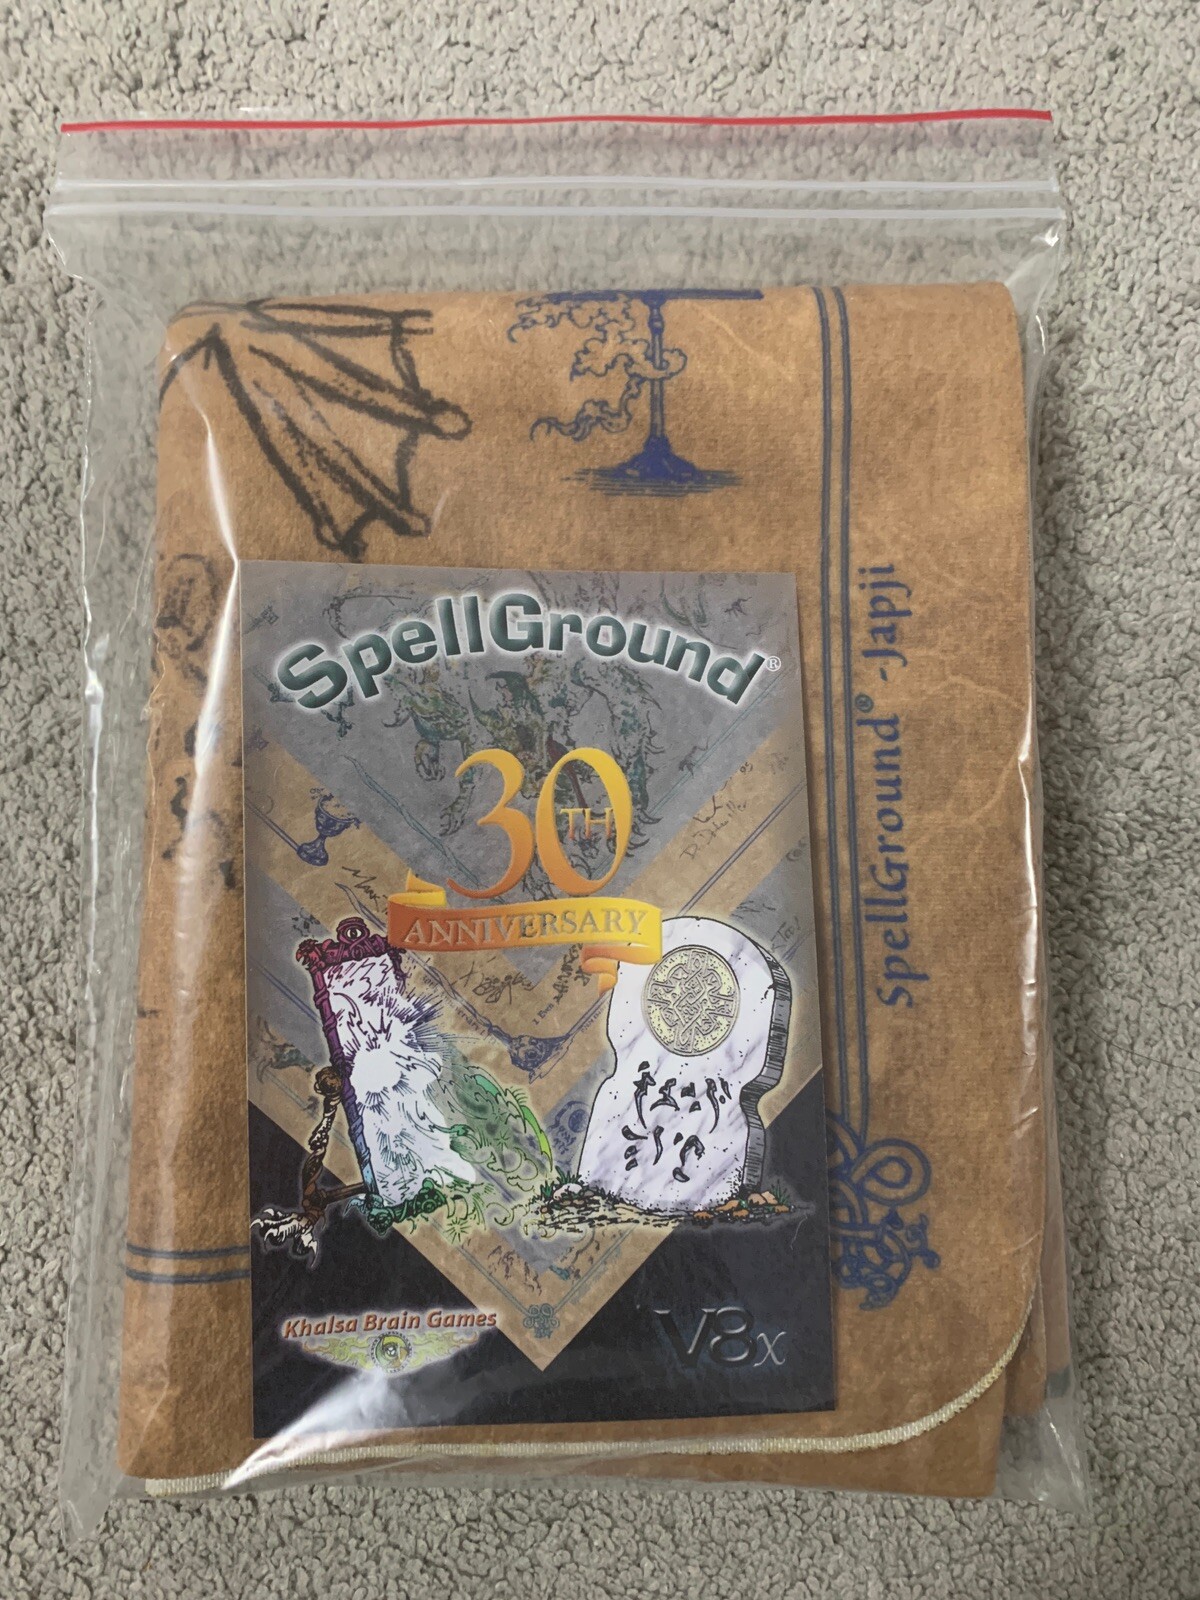 SpellGround®
30TH
ANNIVERSARY
Khalsa Brain Games
V8x
SpellGround® -Japji